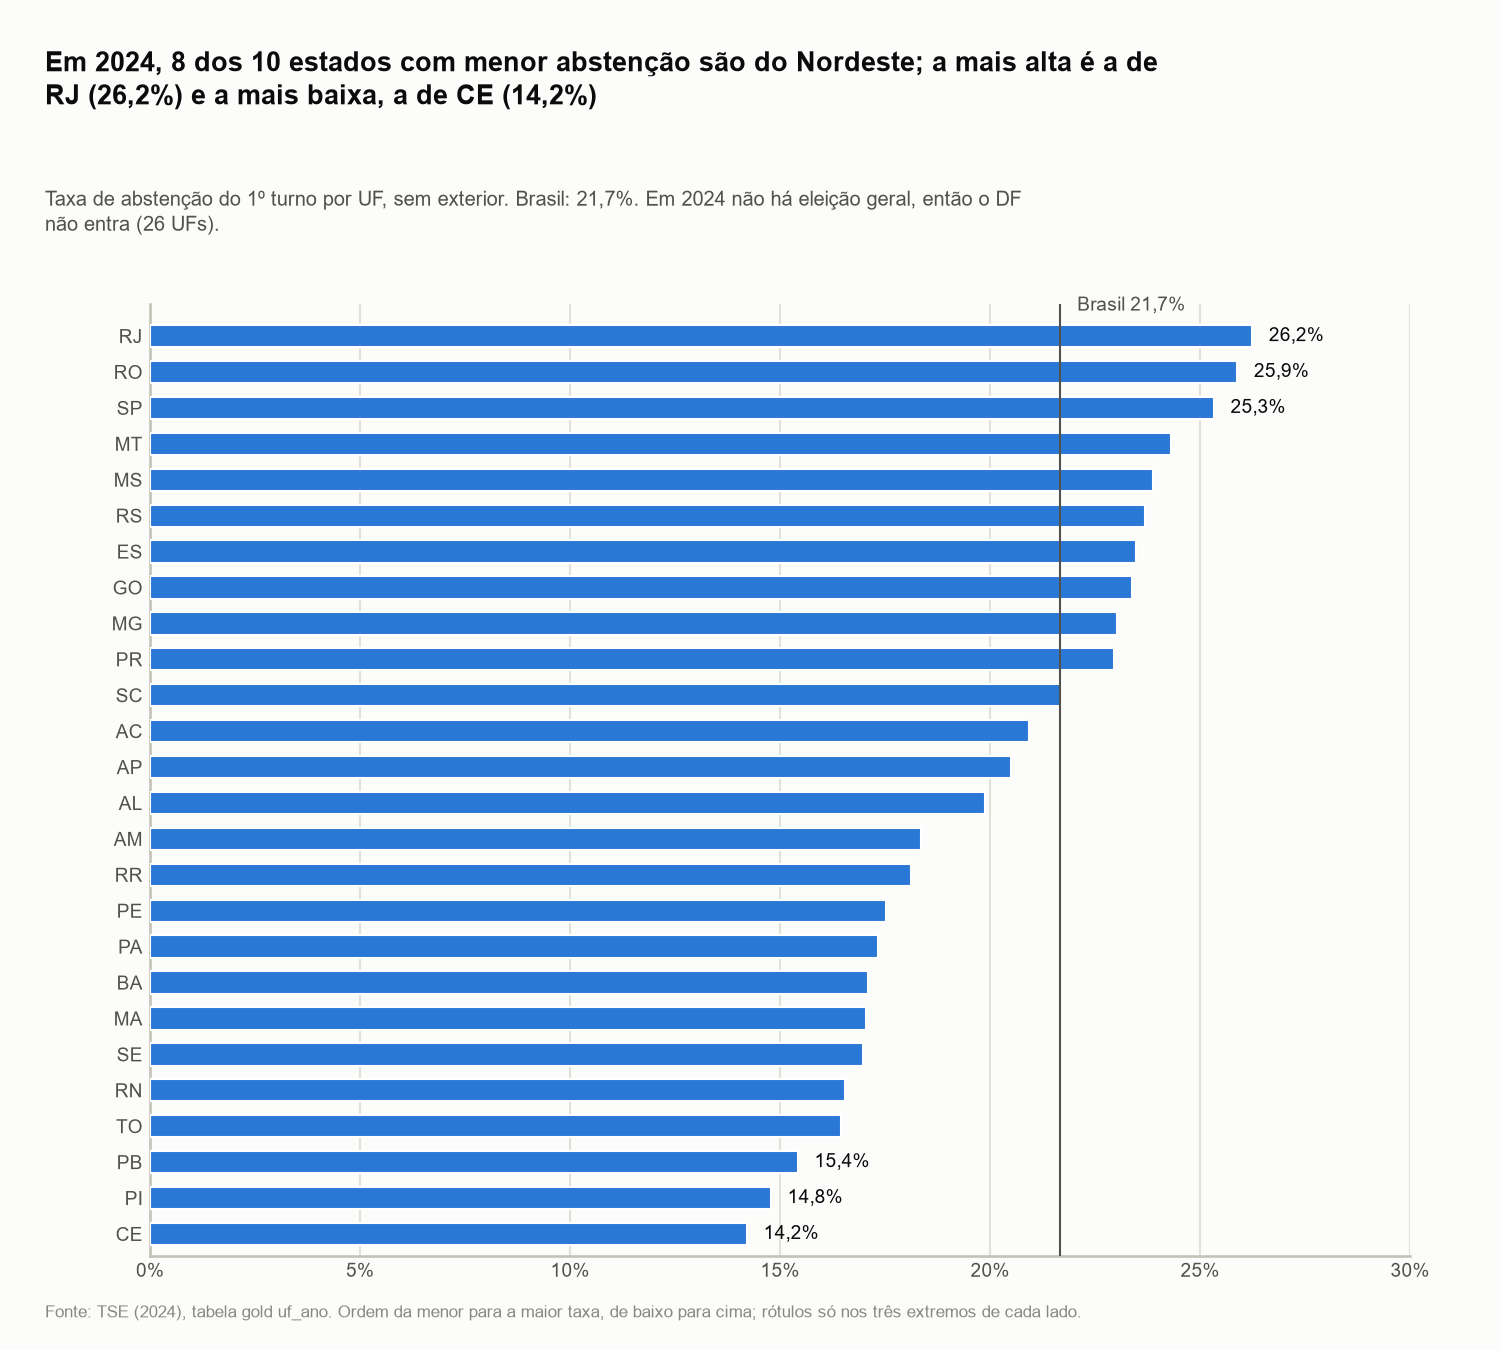 Em 2024, 8 dos 10 estados com menor abstenção são do Nordeste; a mais alta é a de
RJ (26,2%) e a mais baixa, a de CE (14,2%)
Taxa de abstenção do 1º turno por UF, sem exterior. Brasil: 21,7%. Em 2024 não há eleição geral, então o DF
não entra (26 UFs).
Brasil 21,7%
RJ 26,2%
RO 25,9%
SP 25,3%
MT
MS
RS
ES
GO
MG
PR
SC
AC
AP
AL
AM
RR
PE
PA
BA
MA
SE
RN
TO
PB 15,4%
PI 14,8%
CE 14,2%
0% 5% 10% 15% 20% 25% 30%
Fonte: TSE (2024), tabela gold uf_ano. Ordem da menor para a maior taxa, de baixo para cima; rótulos só nos três extremos de cada lado.